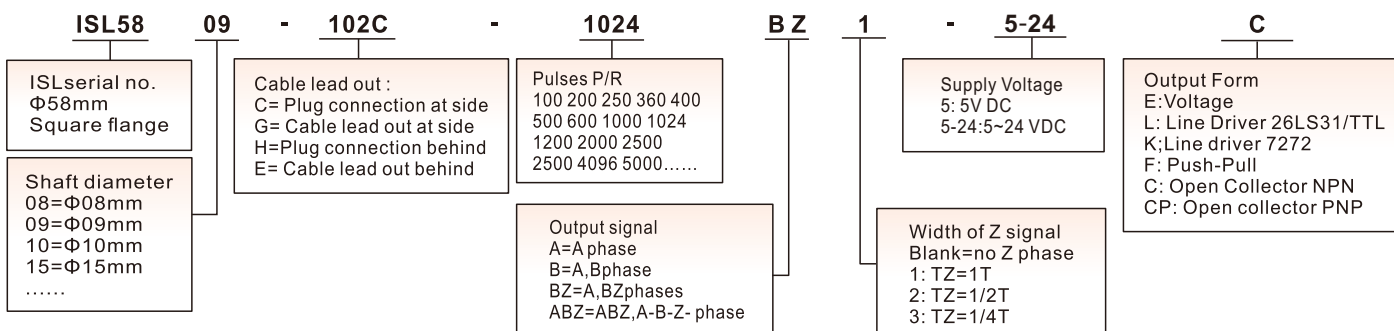 ISL58 09 - 102C - 1024 BZ 1 - 5-24 C
ISLserial no.
Φ58mm
Square flange
Shaft diameter
08=Φ08mm
09=Φ09mm
10=Φ10mm
15=Φ15mm
......
Cable lead out :
C= Plug connection at side
G= Cable lead out at side
H=Plug connection behind
E= Cable lead out behind
Pulses P/R
100 200 250 360 400
500 600 1000 1024
1200 2000 2500
2500 4096 5000......
Output signal
A=A phase
B=A,Bphase
BZ=A,BZphases
ABZ=ABZ,A-B-Z- phase
Width of Z signal
Blank=no Z phase
1: TZ=1T
2: TZ=1/2T
3: TZ=1/4T
Supply Voltage
5: 5V DC
5-24:5~24 VDC
Output Form
E:Voltage
L: Line Driver 26LS31/TTL
K;Line driver 7272
F: Push-Pull
C: Open Collector NPN
CP: Open collector PNP